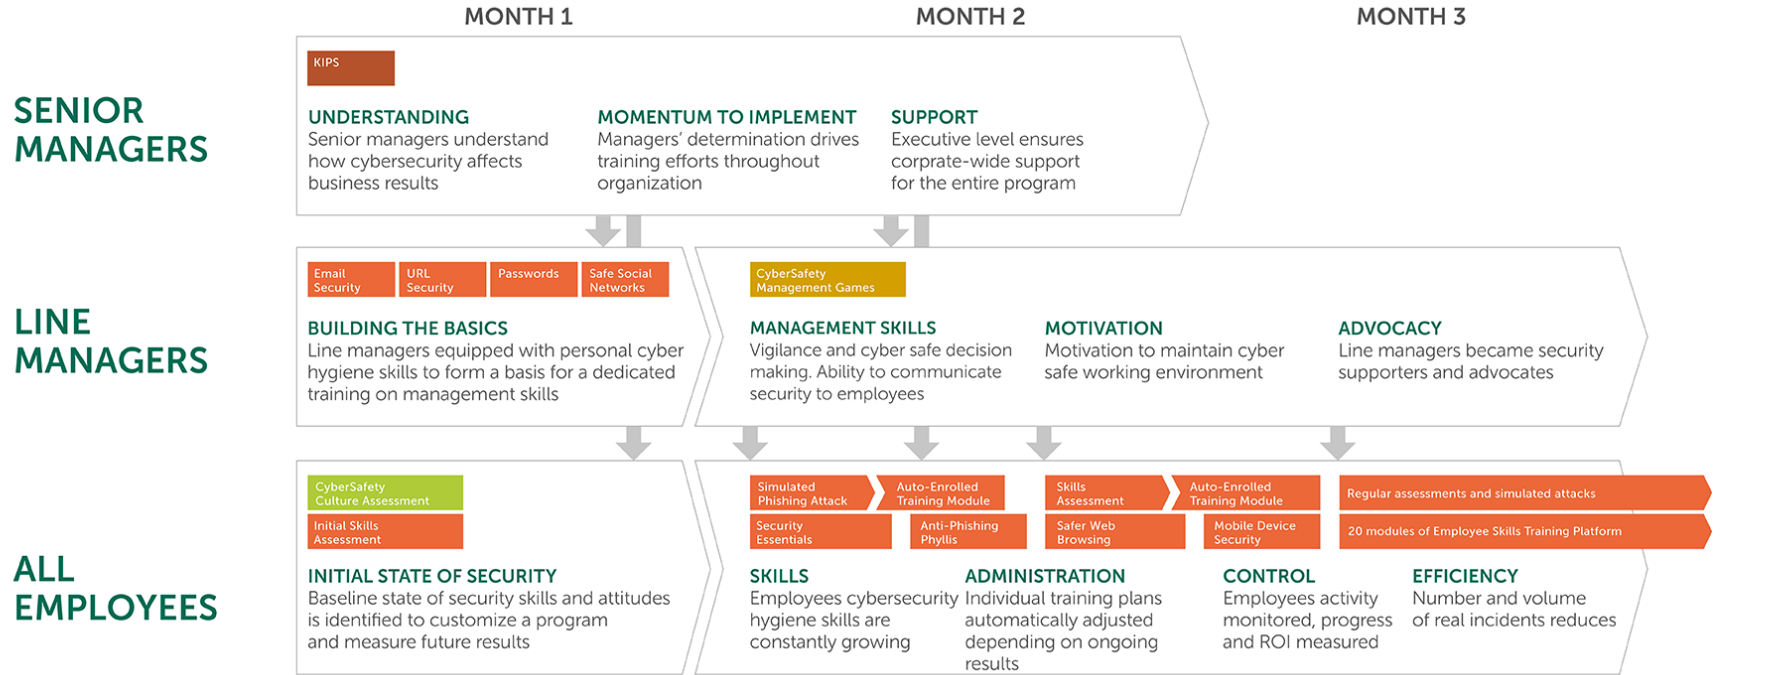 MONTH 1
MONTH 2
MONTH 3
SENIOR
MANAGERS
KIPS
UNDERSTANDING
Senior managers understand
how cybersecurity affects
business results
MOMENTUM TO IMPLEMENT
Managers’ determination drives
training efforts throughout
organization
SUPPORT
Executive level ensures
corprate-wide support
for the entire program
LINE
MANAGERS
Email
Security
URL
Security
Passwords
Safe Social
Networks
BUILDING THE BASICS
Line managers equipped with personal cyber
hygiene skills to form a basis for a dedicated
training on management skills
CyberSafety
Management Games
MANAGEMENT SKILLS
Vigilance and cyber safe decision
making. Ability to communicate
security to employees
MOTIVATION
Motivation to maintain cyber
safe working environment
ADVOCACY
Line managers became security
supporters and advocates
ALL
EMPLOYEES
CyberSafety
Culture Assessment
Initial Skills
Assessment
INITIAL STATE OF SECURITY
Baseline state of security skills and attitudes
is identified to customize a program
and measure future results
Simulated
Phishing Attack
Auto-Enrolled
Training Module
Skills
Assessment
Auto-Enrolled
Training Module
Regular assessments and simulated attacks
Security
Essentials
Anti-Phishing
Phyllis
Safer Web
Browsing
Mobile Device
Security
20 modules of Employee Skills Training Platform
SKILLS
Employees cybersecurity
hygiene skills are
constantly growing
ADMINISTRATION
Individual training plans
automatically adjusted
depending on ongoing
results
CONTROL
Employees activity
monitored, progress
and ROI measured
EFFICIENCY
Number and volume
of real incidents reduces